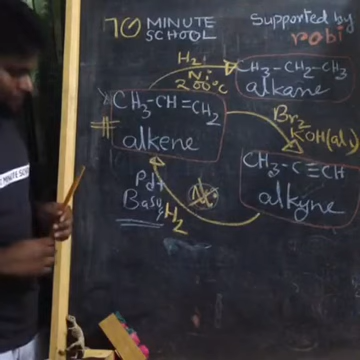 10 MINUTE
SCHOOL
Supported by
robi
H2
Ni
200°C
CH3-CH2-CH3
alkane
CH3-CH=CH2
alkene
Br2
KOH(al)
CH3-C≡CH
alkyne
Pd+
BaSO4
H2
MINUTE SCHOOL